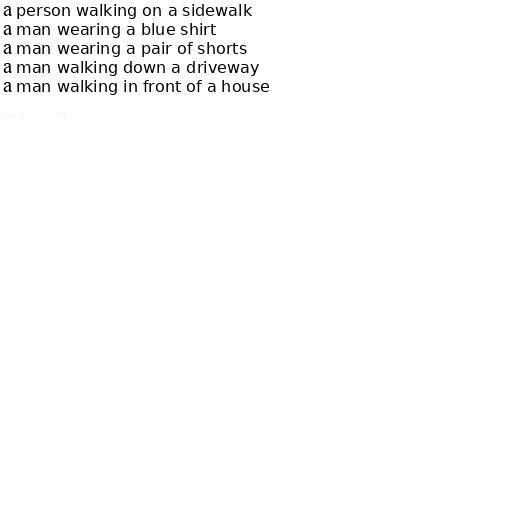 a person walking on a sidewalk
a man wearing a blue shirt
a man wearing a pair of shorts
a man walking down a driveway
a man walking in front of a house